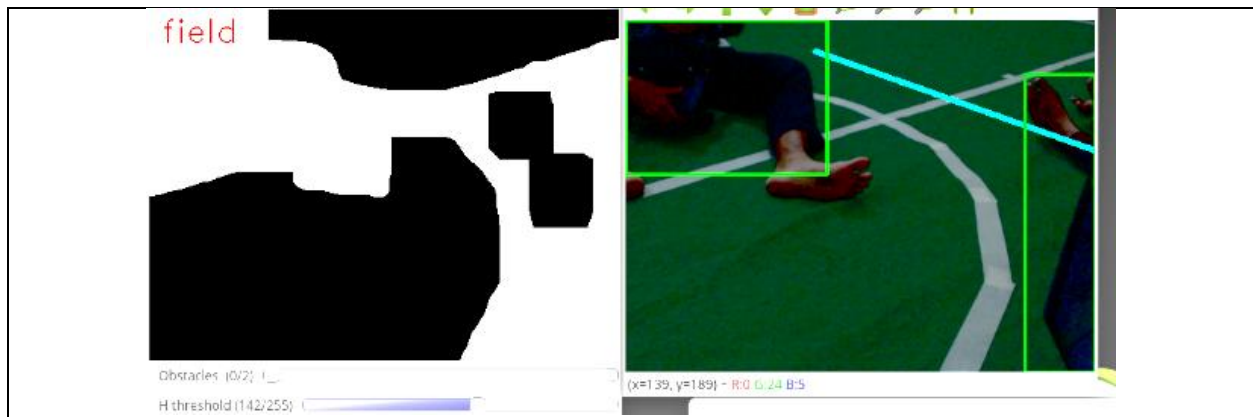 field
Obstacles (0/2)
H threshold (142/255)
(x=139, y=189) ~ R:0 G:24 B:5